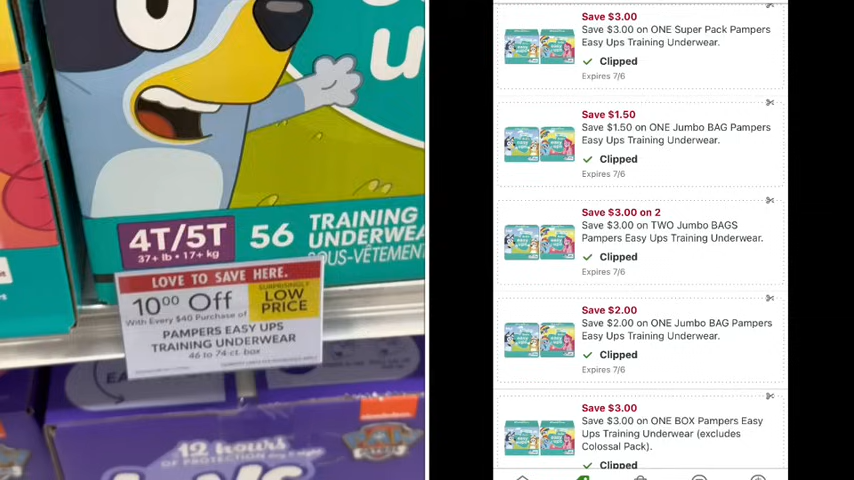 u
4T/5T
37+ lb • 17+ kg
56
TRAINING
UNDERWEA
SOUS-VÊTEMENT
LOVE TO SAVE HERE.
10.00 Off
With Every $40 Purchase of
SURPRISINGLY
LOW
PRICE
PAMPERS EASY UPS
TRAINING UNDERWEAR
46 to 74-ct. box
12 hours
OF PROTECTION
Save $3.00
Save $3.00 on ONE Super Pack Pampers
Easy Ups Training Underwear.
Clipped
Expires 7/6
Save $1.50
Save $1.50 on ONE Jumbo BAG Pampers
Easy Ups Training Underwear.
Clipped
Expires 7/6
Save $3.00 on 2
Save $3.00 on TWO Jumbo BAGS
Pampers Easy Ups Training Underwear.
Clipped
Expires 7/6
Save $2.00
Save $2.00 on ONE Jumbo BAG Pampers
Easy Ups Training Underwear.
Clipped
Expires 7/6
Save $3.00
Save $3.00 on ONE BOX Pampers Easy
Ups Training Underwear (excludes
Colossal Pack).
Clipped